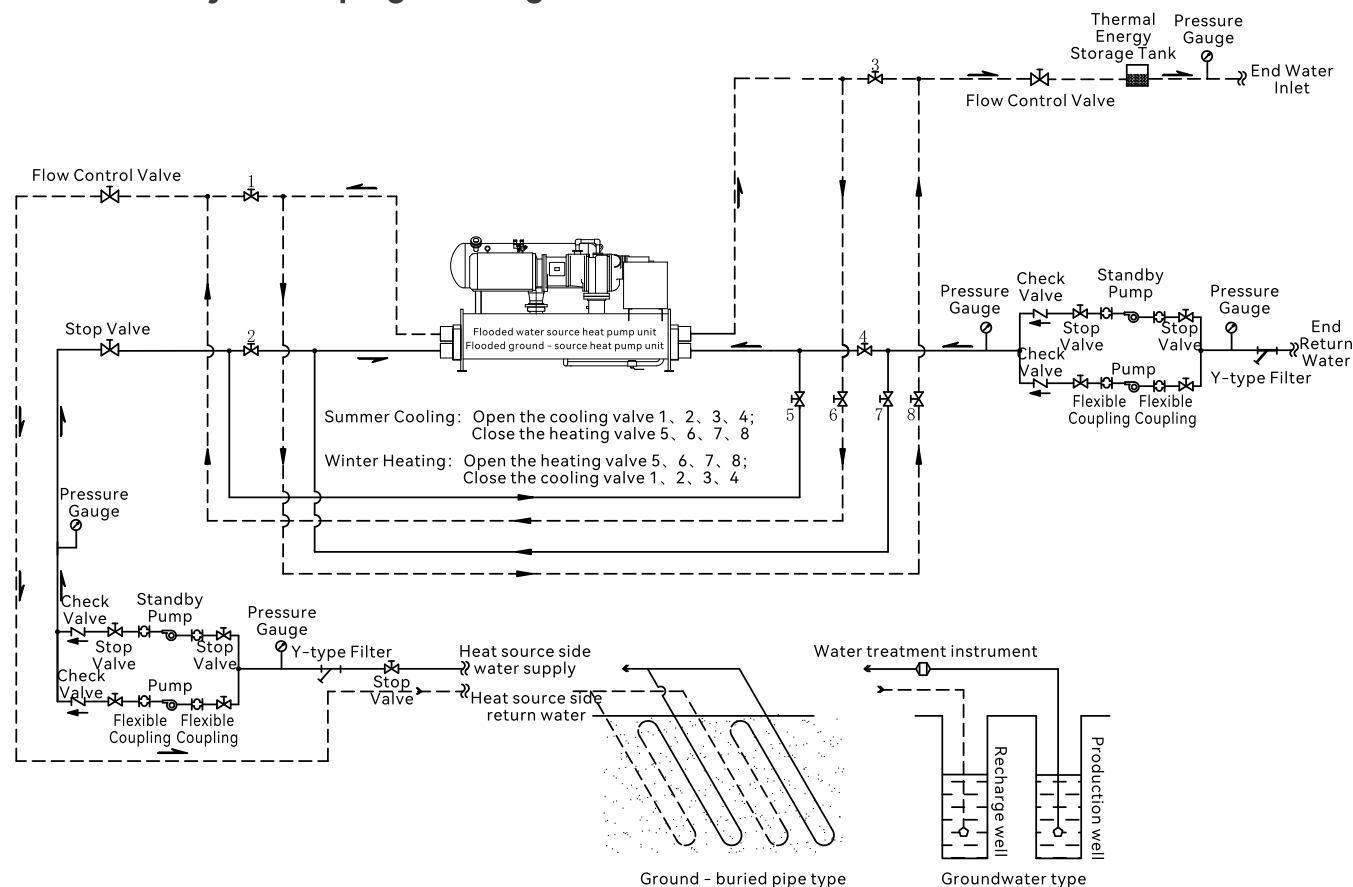 Thermal
Energy
Storage Tank
Pressure
Gauge
3
End Water
Inlet
Flow Control Valve
Flow Control Valve
1
Flooded water source heat pump unit
Flooded ground - source heat pump unit
Stop Valve
2
4
Pressure
Gauge
Check
Valve
Standby
Pump
Stop
Valve
Stop
Valve
Pressure
Gauge
End
Return
Water
Check
Valve
Pump
Y-type Filter
Flexible
Coupling
Flexible
Coupling
5
6
7
8
Summer Cooling: Open the cooling valve 1、2、3、4;
Close the heating valve 5、6、7、8
Winter Heating: Open the heating valve 5、6、7、8;
Close the cooling valve 1、2、3、4
Pressure
Gauge
Check
Valve
Standby
Pump
Stop
Valve
Stop
Valve
Pressure
Gauge
Y-type Filter
Stop
Valve
Check
Valve
Pump
Flexible
Coupling
Flexible
Coupling
Heat source side
water supply
Heat source side
return water
Water treatment instrument
Recharge well
Production well
Ground - buried pipe type
Groundwater type